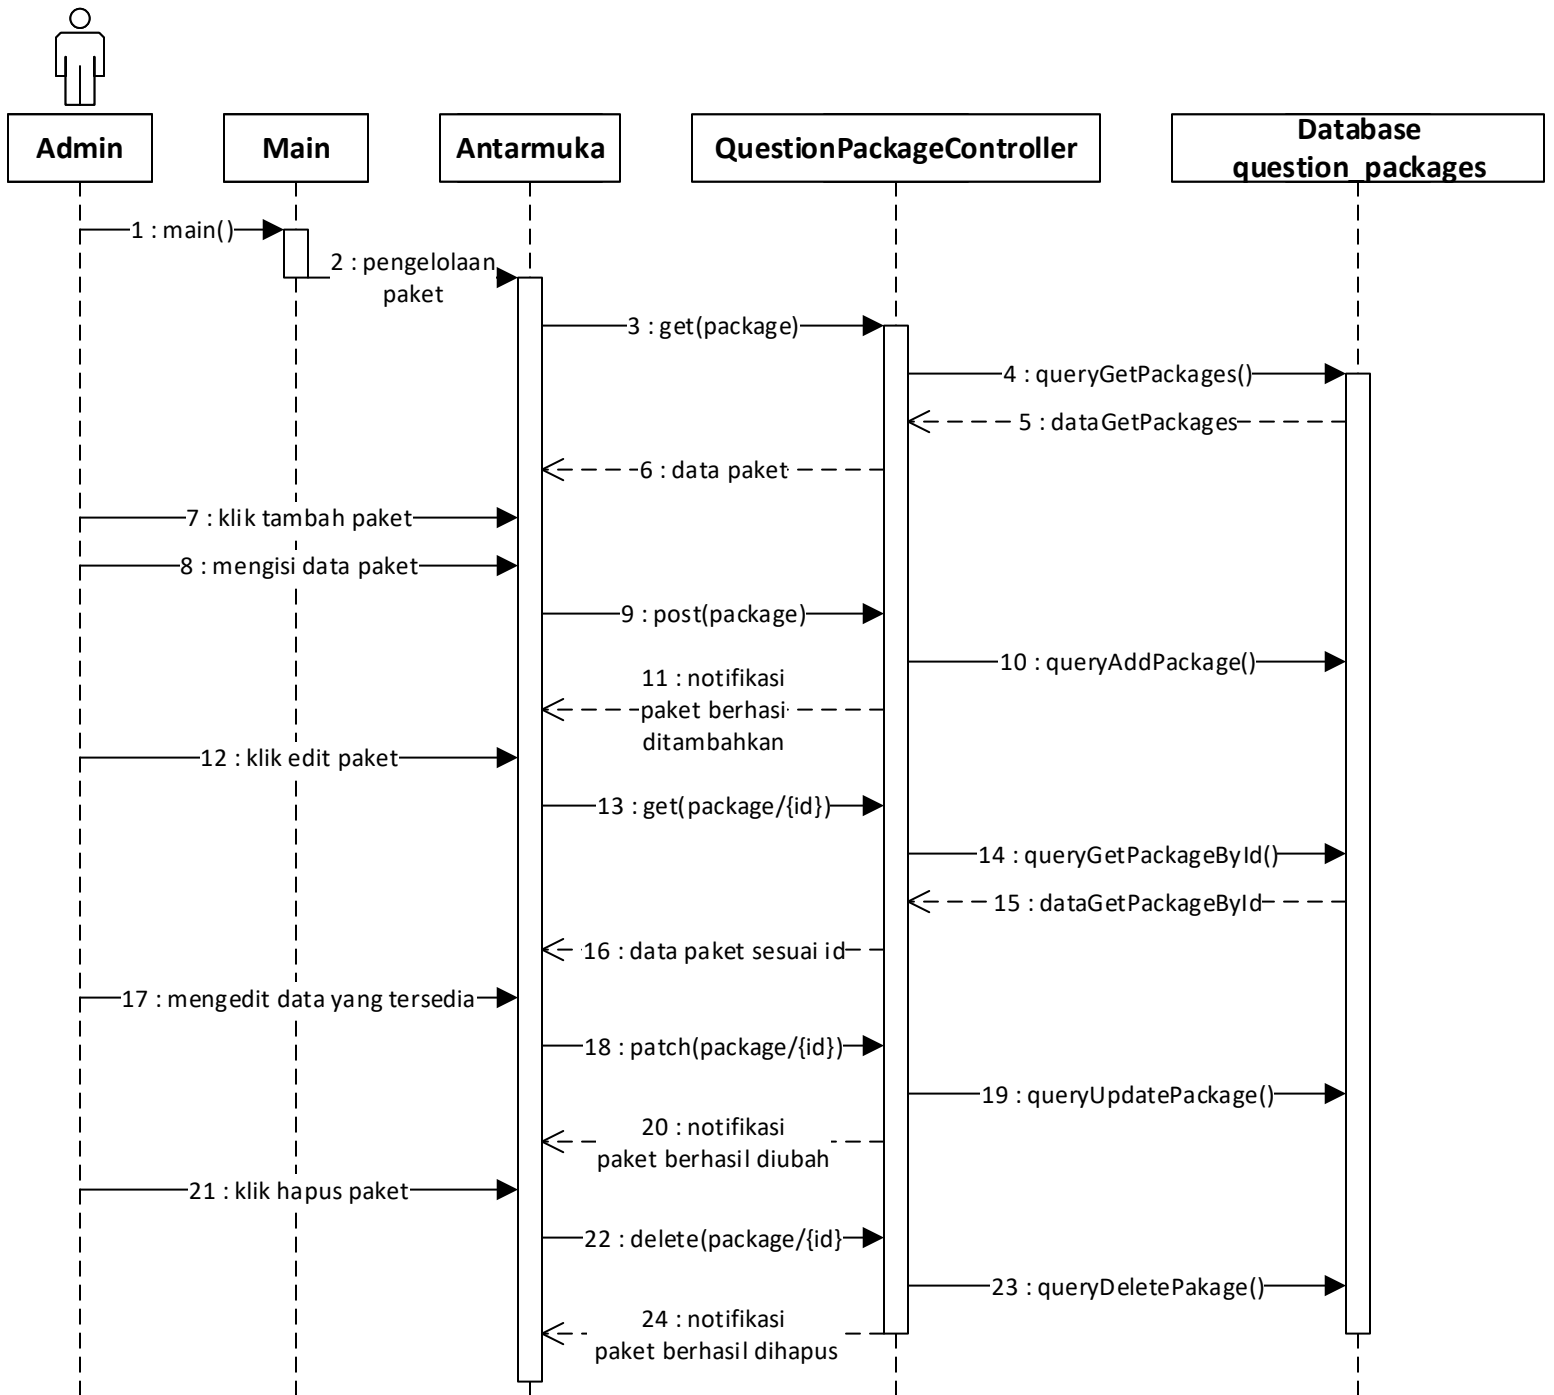 Admin
Main
Antarmuka
QuestionPackageController
Database
question_packages
1 : main()
2 : pengelolaan
paket
3 : get(package)
4 : queryGetPackages()
5 : dataGetPackages
6 : data paket
7 : klik tambah paket
8 : mengisi data paket
9 : post(package)
10 : queryAddPackage()
11 : notifikasi
paket berhasi
ditambahkan
12 : klik edit paket
13 : get(package/{id})
14 : queryGetPackageById()
15 : dataGetPackageById
16 : data paket sesuai id
17 : mengedit data yang tersedia
18 : patch(package/{id})
19 : queryUpdatePackage()
20 : notifikasi
paket berhasil diubah
21 : klik hapus paket
22 : delete(package/{id}
23 : queryDeletePakage()
24 : notifikasi
paket berhasil dihapus